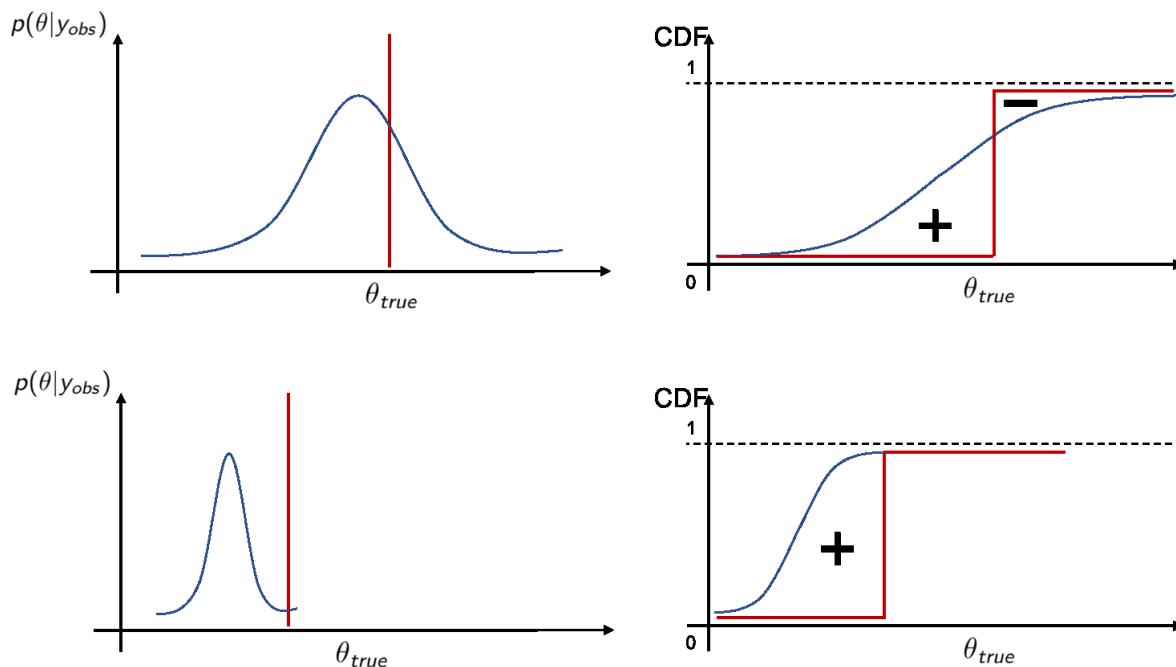 p(θ|y_obs)
θ_true
CDF
1
+
−
0
θ_true
p(θ|y_obs)
θ_true
CDF
1
+
0
θ_true